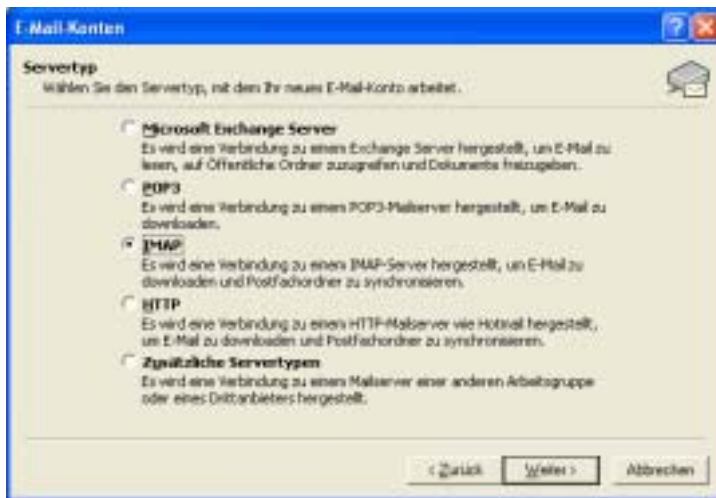 E-Mail-Konten
Servertyp
Wählen Sie den Servertyp, mit dem Ihr neues E-Mail-Konto arbeitet.
Microsoft Exchange Server
Es wird eine Verbindung zu einem Exchange Server hergestellt, um E-Mail zu
lesen, auf Öffentliche Ordner zuzugreifen und Dokumente freizugeben.
POP3
Es wird eine Verbindung zu einem POP3-Mailserver hergestellt, um E-Mail zu
downloaden.
IMAP
Es wird eine Verbindung zu einem IMAP-Server hergestellt, um E-Mail zu
downloaden und Postfachordner zu synchronisieren.
HTTP
Es wird eine Verbindung zu einem HTTP-Mailserver wie Hotmail hergestellt,
um E-Mail zu downloaden und Postfachordner zu synchronisieren.
Zusätzliche Servertypen
Es wird eine Verbindung zu einem Mailserver einer anderen Arbeitsgruppe
oder eines Drittanbieters hergestellt.
< Zurück Weiter > Abbrechen